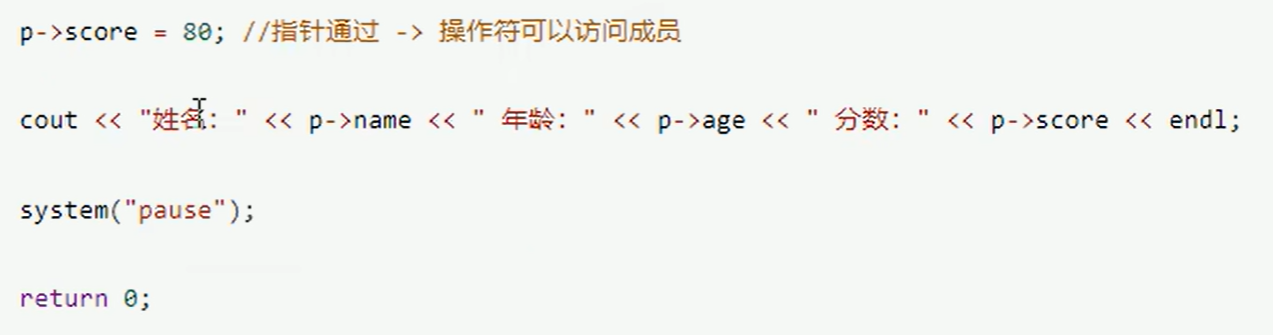 p->score = 80; //指针通过 -> 操作符可以访问成员
cout << "姓名：" << p->name << " 年龄：" << p->age << " 分数：" << p->score << endl;
system("pause");
return 0;